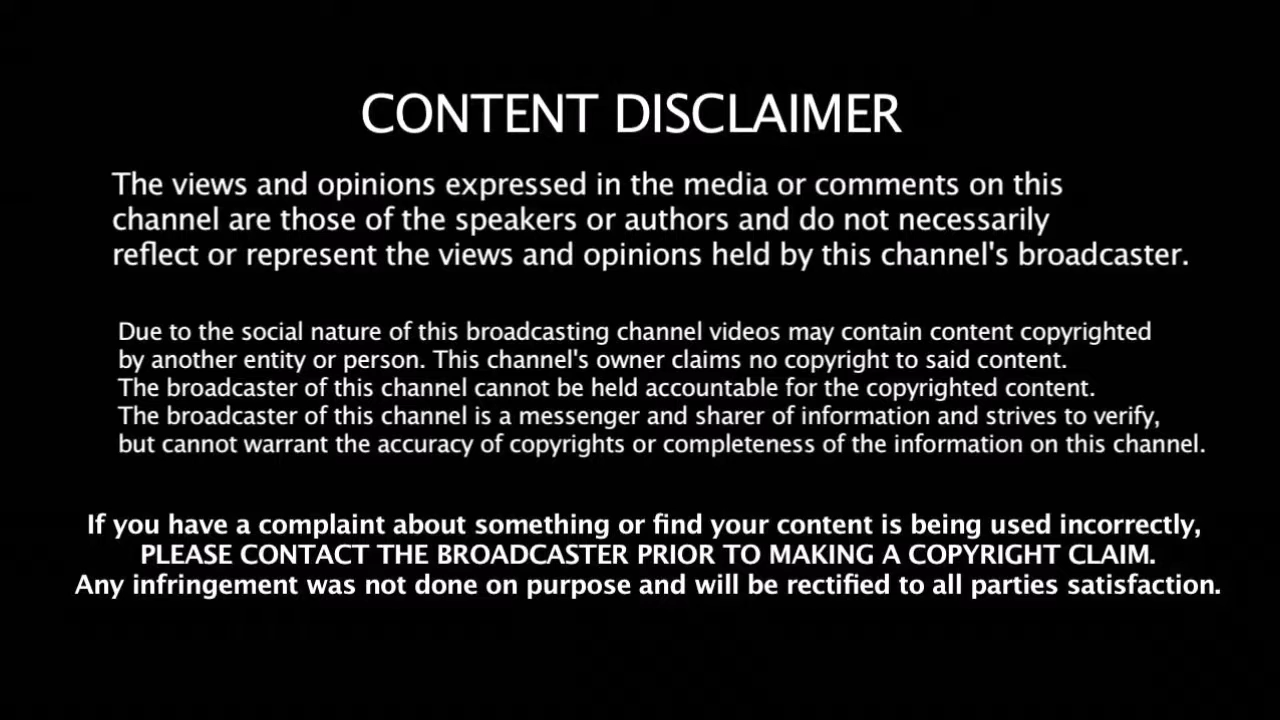 CONTENT DISCLAIMER
The views and opinions expressed in the media or comments on this
channel are those of the speakers or authors and do not necessarily
reflect or represent the views and opinions held by this channel's broadcaster.
Due to the social nature of this broadcasting channel videos may contain content copyrighted
by another entity or person. This channel's owner claims no copyright to said content.
The broadcaster of this channel cannot be held accountable for the copyrighted content.
The broadcaster of this channel is a messenger and sharer of information and strives to verify,
but cannot warrant the accuracy of copyrights or completeness of the information on this channel.
If you have a complaint about something or find your content is being used incorrectly,
PLEASE CONTACT THE BROADCASTER PRIOR TO MAKING A COPYRIGHT CLAIM.
Any infringement was not done on purpose and will be rectified to all parties satisfaction.